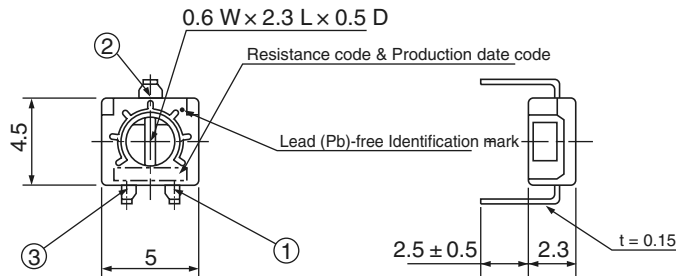 0.6 W × 2.3 L × 0.5 D
②
Resistance code & Production date code
4.5
Lead (Pb)-free Identification mark
③
5
①
2.5 ± 0.5
2.3
t = 0.15